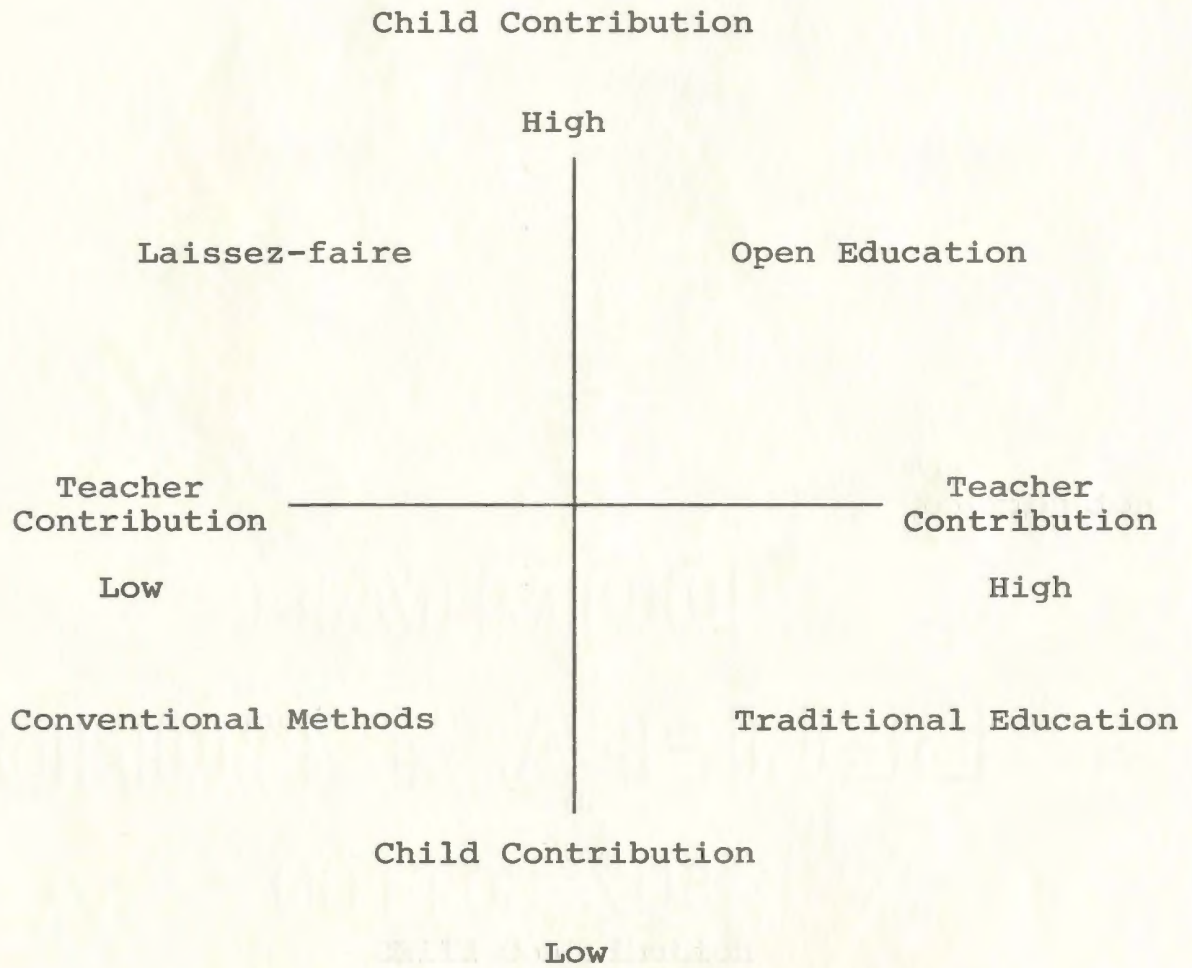 Child Contribution
High
Laissez-faire Open Education
Teacher Contribution Teacher Contribution
Low High
Conventional Methods Traditional Education
Child Contribution
Low